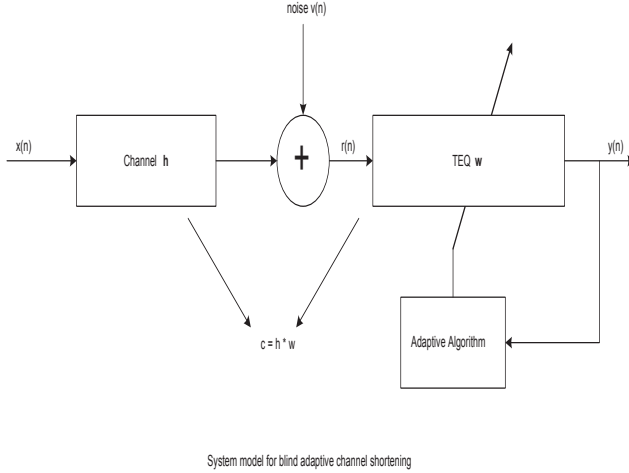 noise v(n)
x(n)
Channel h
+
r(n)
TEQ w
y(n)
c = h * w
Adaptive Algorithm
System model for blind adaptive channel shortening